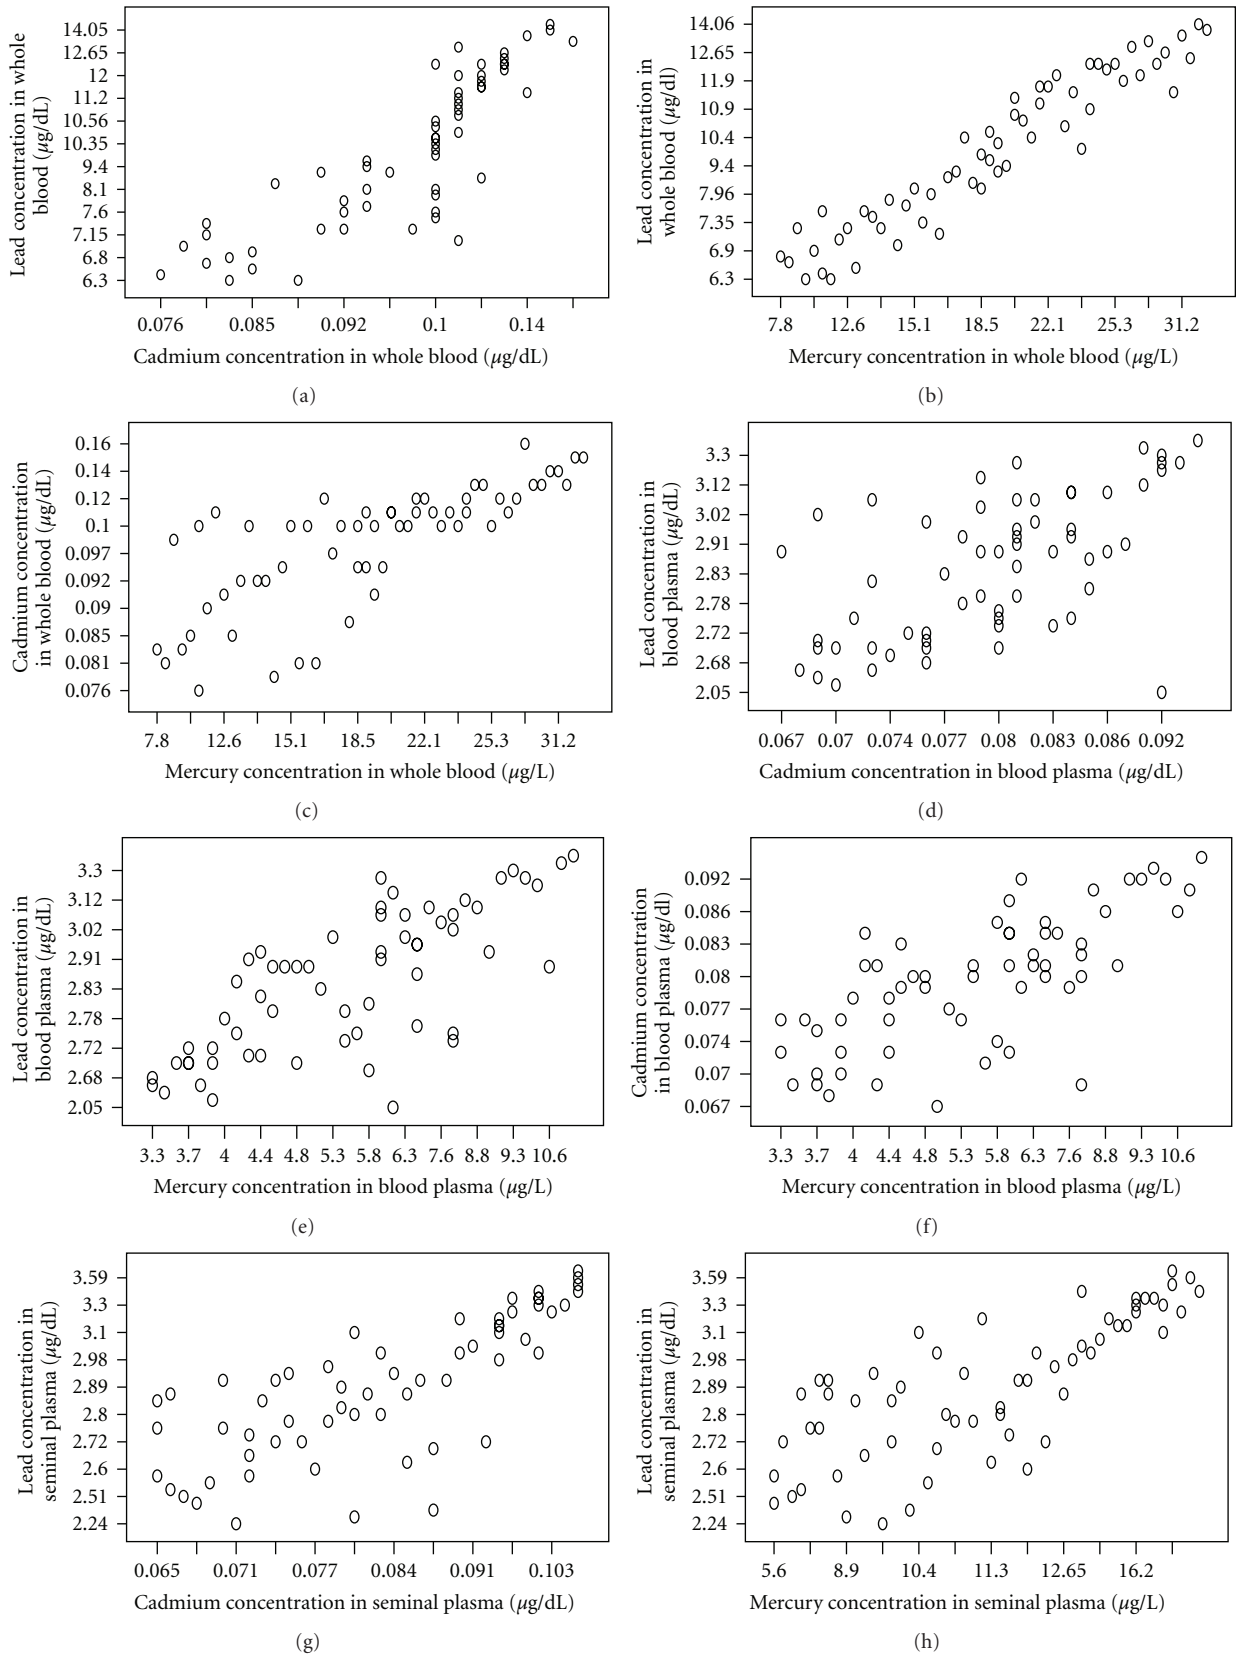 14.05
12.65
12
11.2
10.56
10.35
9.4
8.1
7.6
7.15
6.8
6.3
Lead concentration in whole
blood (µg/dL)
0.076 0.085 0.092 0.1 0.14
Cadmium concentration in whole blood (µg/dL)
(a)
14.06
12.65
11.9
10.9
10.4
9.4
7.96
7.35
6.9
6.3
Lead concentration in
whole blood (µg/dl)
7.8 12.6 15.1 18.5 22.1 25.3 31.2
Mercury concentration in whole blood (µg/L)
(b)
0.16
0.14
0.12
0.1
0.097
0.092
0.09
0.085
0.081
0.076
Cadmium concentration
in whole blood (µg/dL)
7.8 12.6 15.1 18.5 22.1 25.3 31.2
Mercury concentration in whole blood (µg/L)
(c)
3.3
3.12
3.02
2.91
2.83
2.78
2.72
2.68
2.05
Lead concentration in
blood plasma (µg/dL)
0.067 0.07 0.074 0.077 0.08 0.083 0.086 0.092
Cadmium concentration in blood plasma (µg/dL)
(d)
3.3
3.12
3.02
2.91
2.83
2.78
2.72
2.68
2.05
Lead concentration in
blood plasma (µg/dL)
3.3 3.7 4 4.4 4.8 5.3 5.8 6.3 7.6 8.8 9.3 10.6
Mercury concentration in blood plasma (µg/L)
(e)
0.092
0.086
0.083
0.08
0.077
0.074
0.07
0.067
Cadmium concentration
in blood plasma (µg/dl)
3.3 3.7 4 4.4 4.8 5.3 5.8 6.3 7.6 8.8 9.3 10.6
Mercury concentration in blood plasma (µg/L)
(f)
3.59
3.3
3.1
2.98
2.89
2.8
2.72
2.6
2.51
2.24
Lead concentration in
seminal plasma (µg/dL)
0.065 0.071 0.077 0.084 0.091 0.103
Cadmium concentration in seminal plasma (µg/dL)
(g)
3.59
3.3
3.1
2.98
2.89
2.8
2.72
2.6
2.51
2.24
Lead concentration in
seminal plasma (µg/dL)
5.6 8.9 10.4 11.3 12.65 16.2
Mercury concentration in seminal plasma (µg/L)
(h)